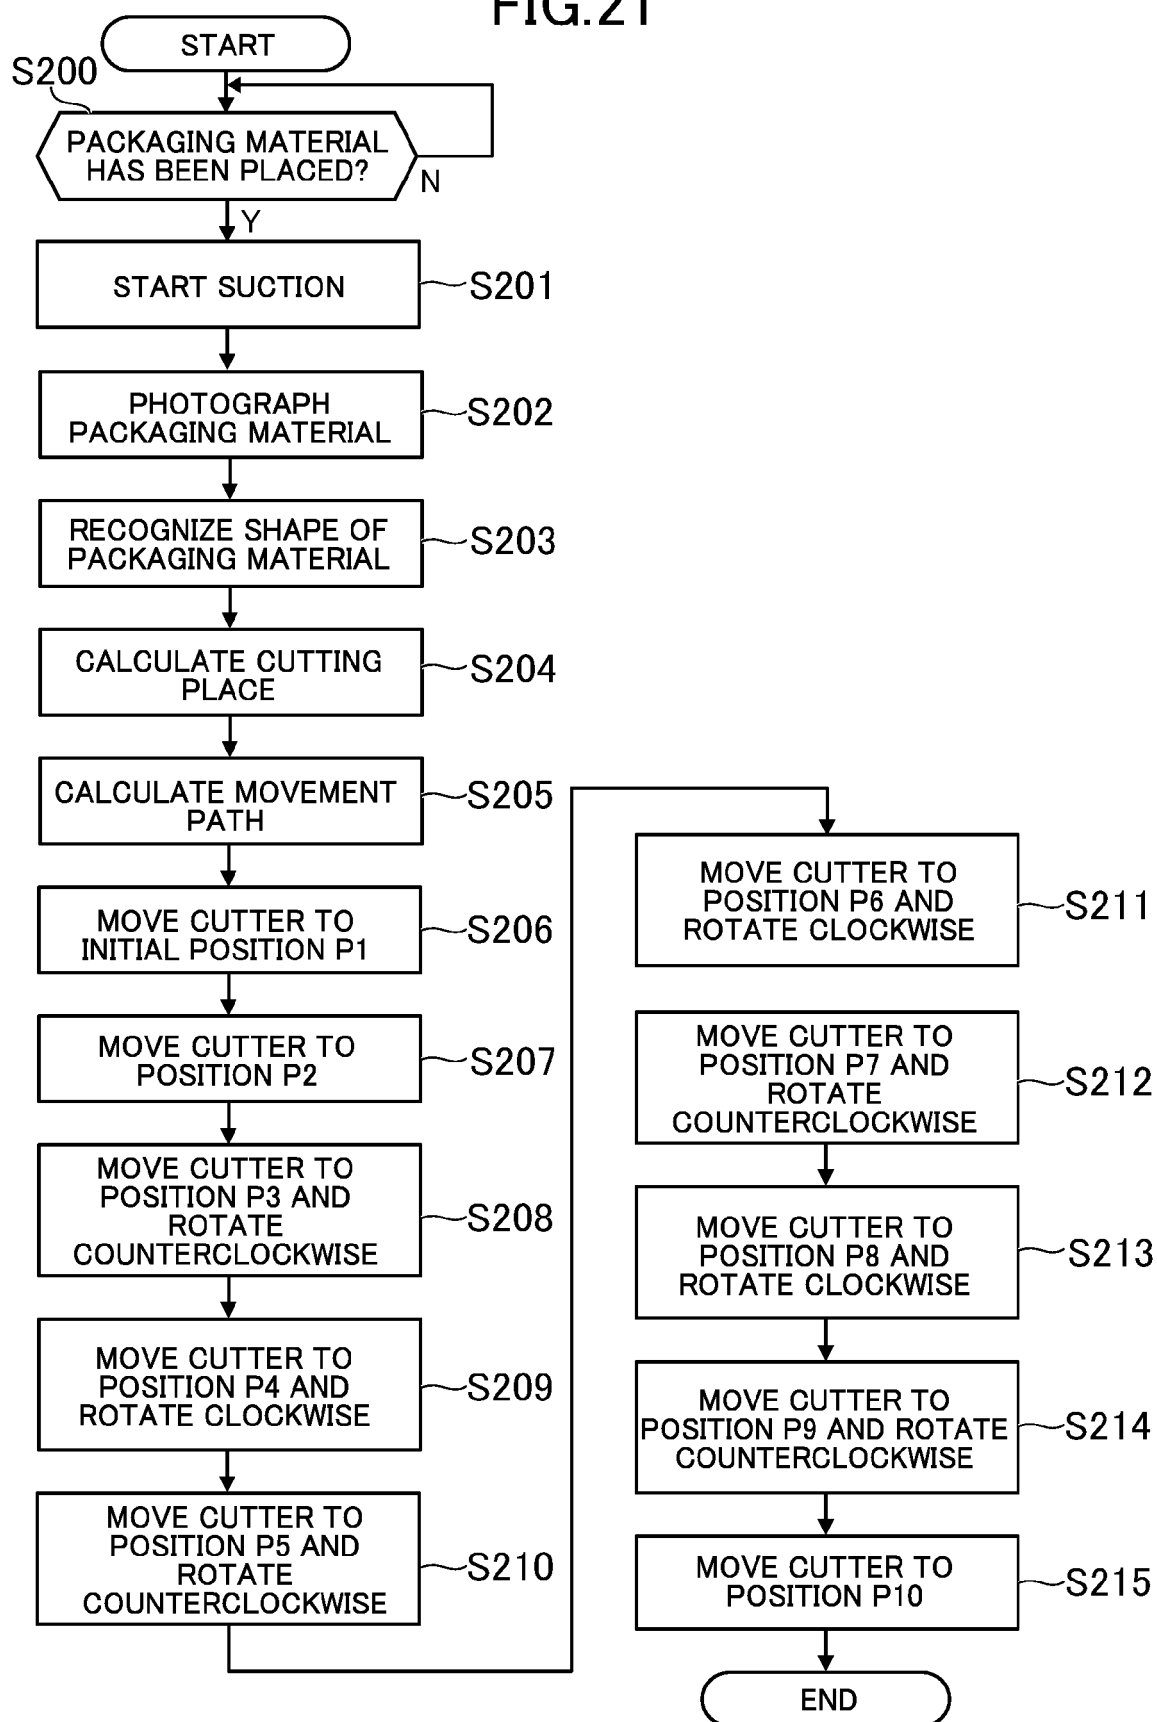 FIG.21
START
S200
PACKAGING MATERIAL
HAS BEEN PLACED?
N
Y
START SUCTION
S201
PHOTOGRAPH
PACKAGING MATERIAL
S202
RECOGNIZE SHAPE OF
PACKAGING MATERIAL
S203
CALCULATE CUTTING
PLACE
S204
CALCULATE MOVEMENT
PATH
S205
MOVE CUTTER TO
INITIAL POSITION P1
S206
MOVE CUTTER TO
POSITION P2
S207
MOVE CUTTER TO
POSITION P3 AND
ROTATE
COUNTERCLOCKWISE
S208
MOVE CUTTER TO
POSITION P4 AND
ROTATE CLOCKWISE
S209
MOVE CUTTER TO
POSITION P5 AND
ROTATE
COUNTERCLOCKWISE
S210
MOVE CUTTER TO
POSITION P6 AND
ROTATE CLOCKWISE
S211
MOVE CUTTER TO
POSITION P7 AND
ROTATE
COUNTERCLOCKWISE
S212
MOVE CUTTER TO
POSITION P8 AND
ROTATE CLOCKWISE
S213
MOVE CUTTER TO
POSITION P9 AND ROTATE
COUNTERCLOCKWISE
S214
MOVE CUTTER TO
POSITION P10
S215
END